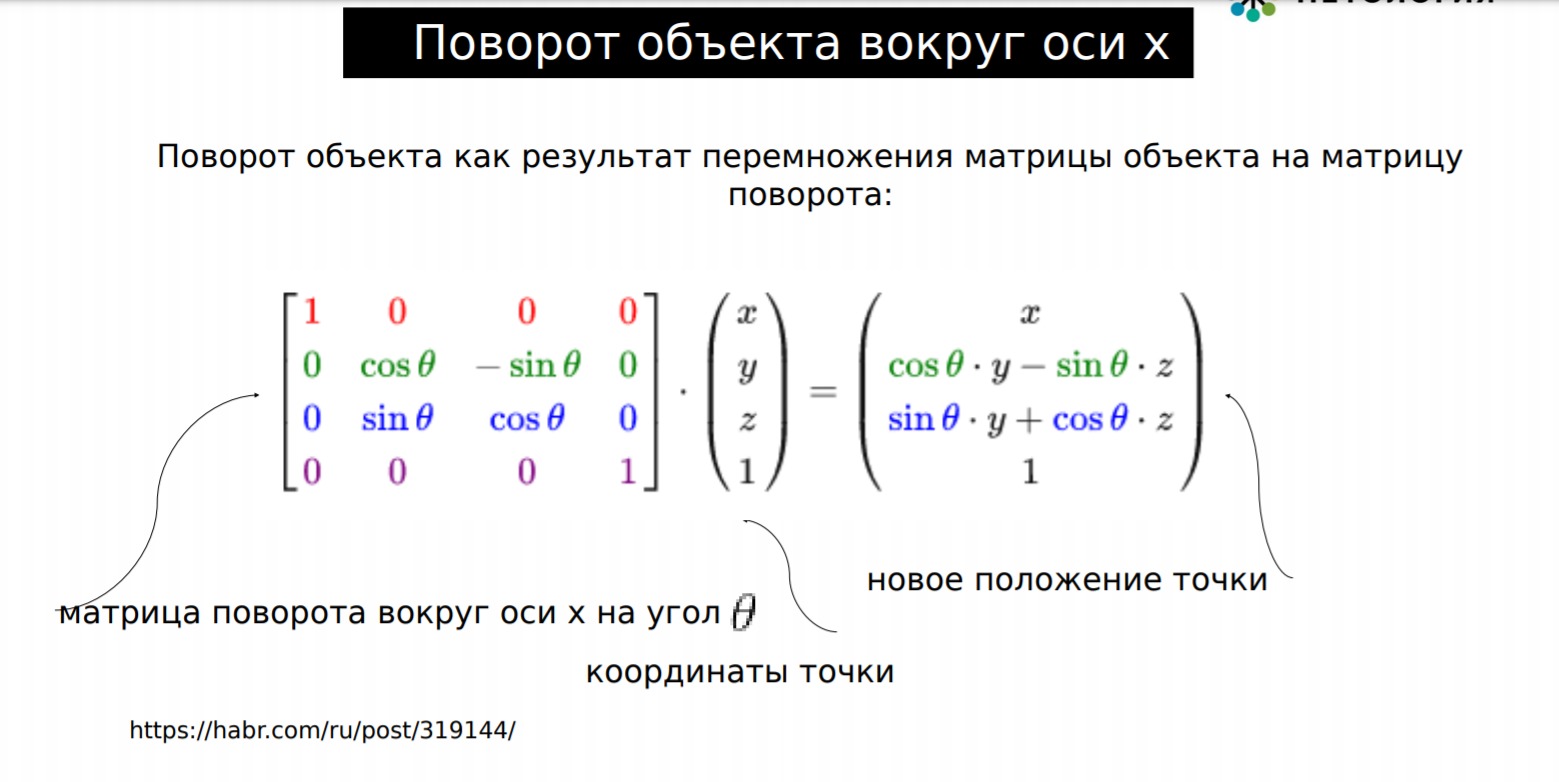 Поворот объекта вокруг оси x
Поворот объекта как результат перемножения матрицы объекта на матрицу
поворота:
1 0 0 0 x x
0 cos θ − sin θ 0 y cos θ · y − sin θ · z
· =
0 sin θ cos θ 0 z sin θ · y + cos θ · z
0 0 0 1 1 1
новое положение точки
матрица поворота вокруг оси x на угол θ
координаты точки
https://habr.com/ru/post/319144/